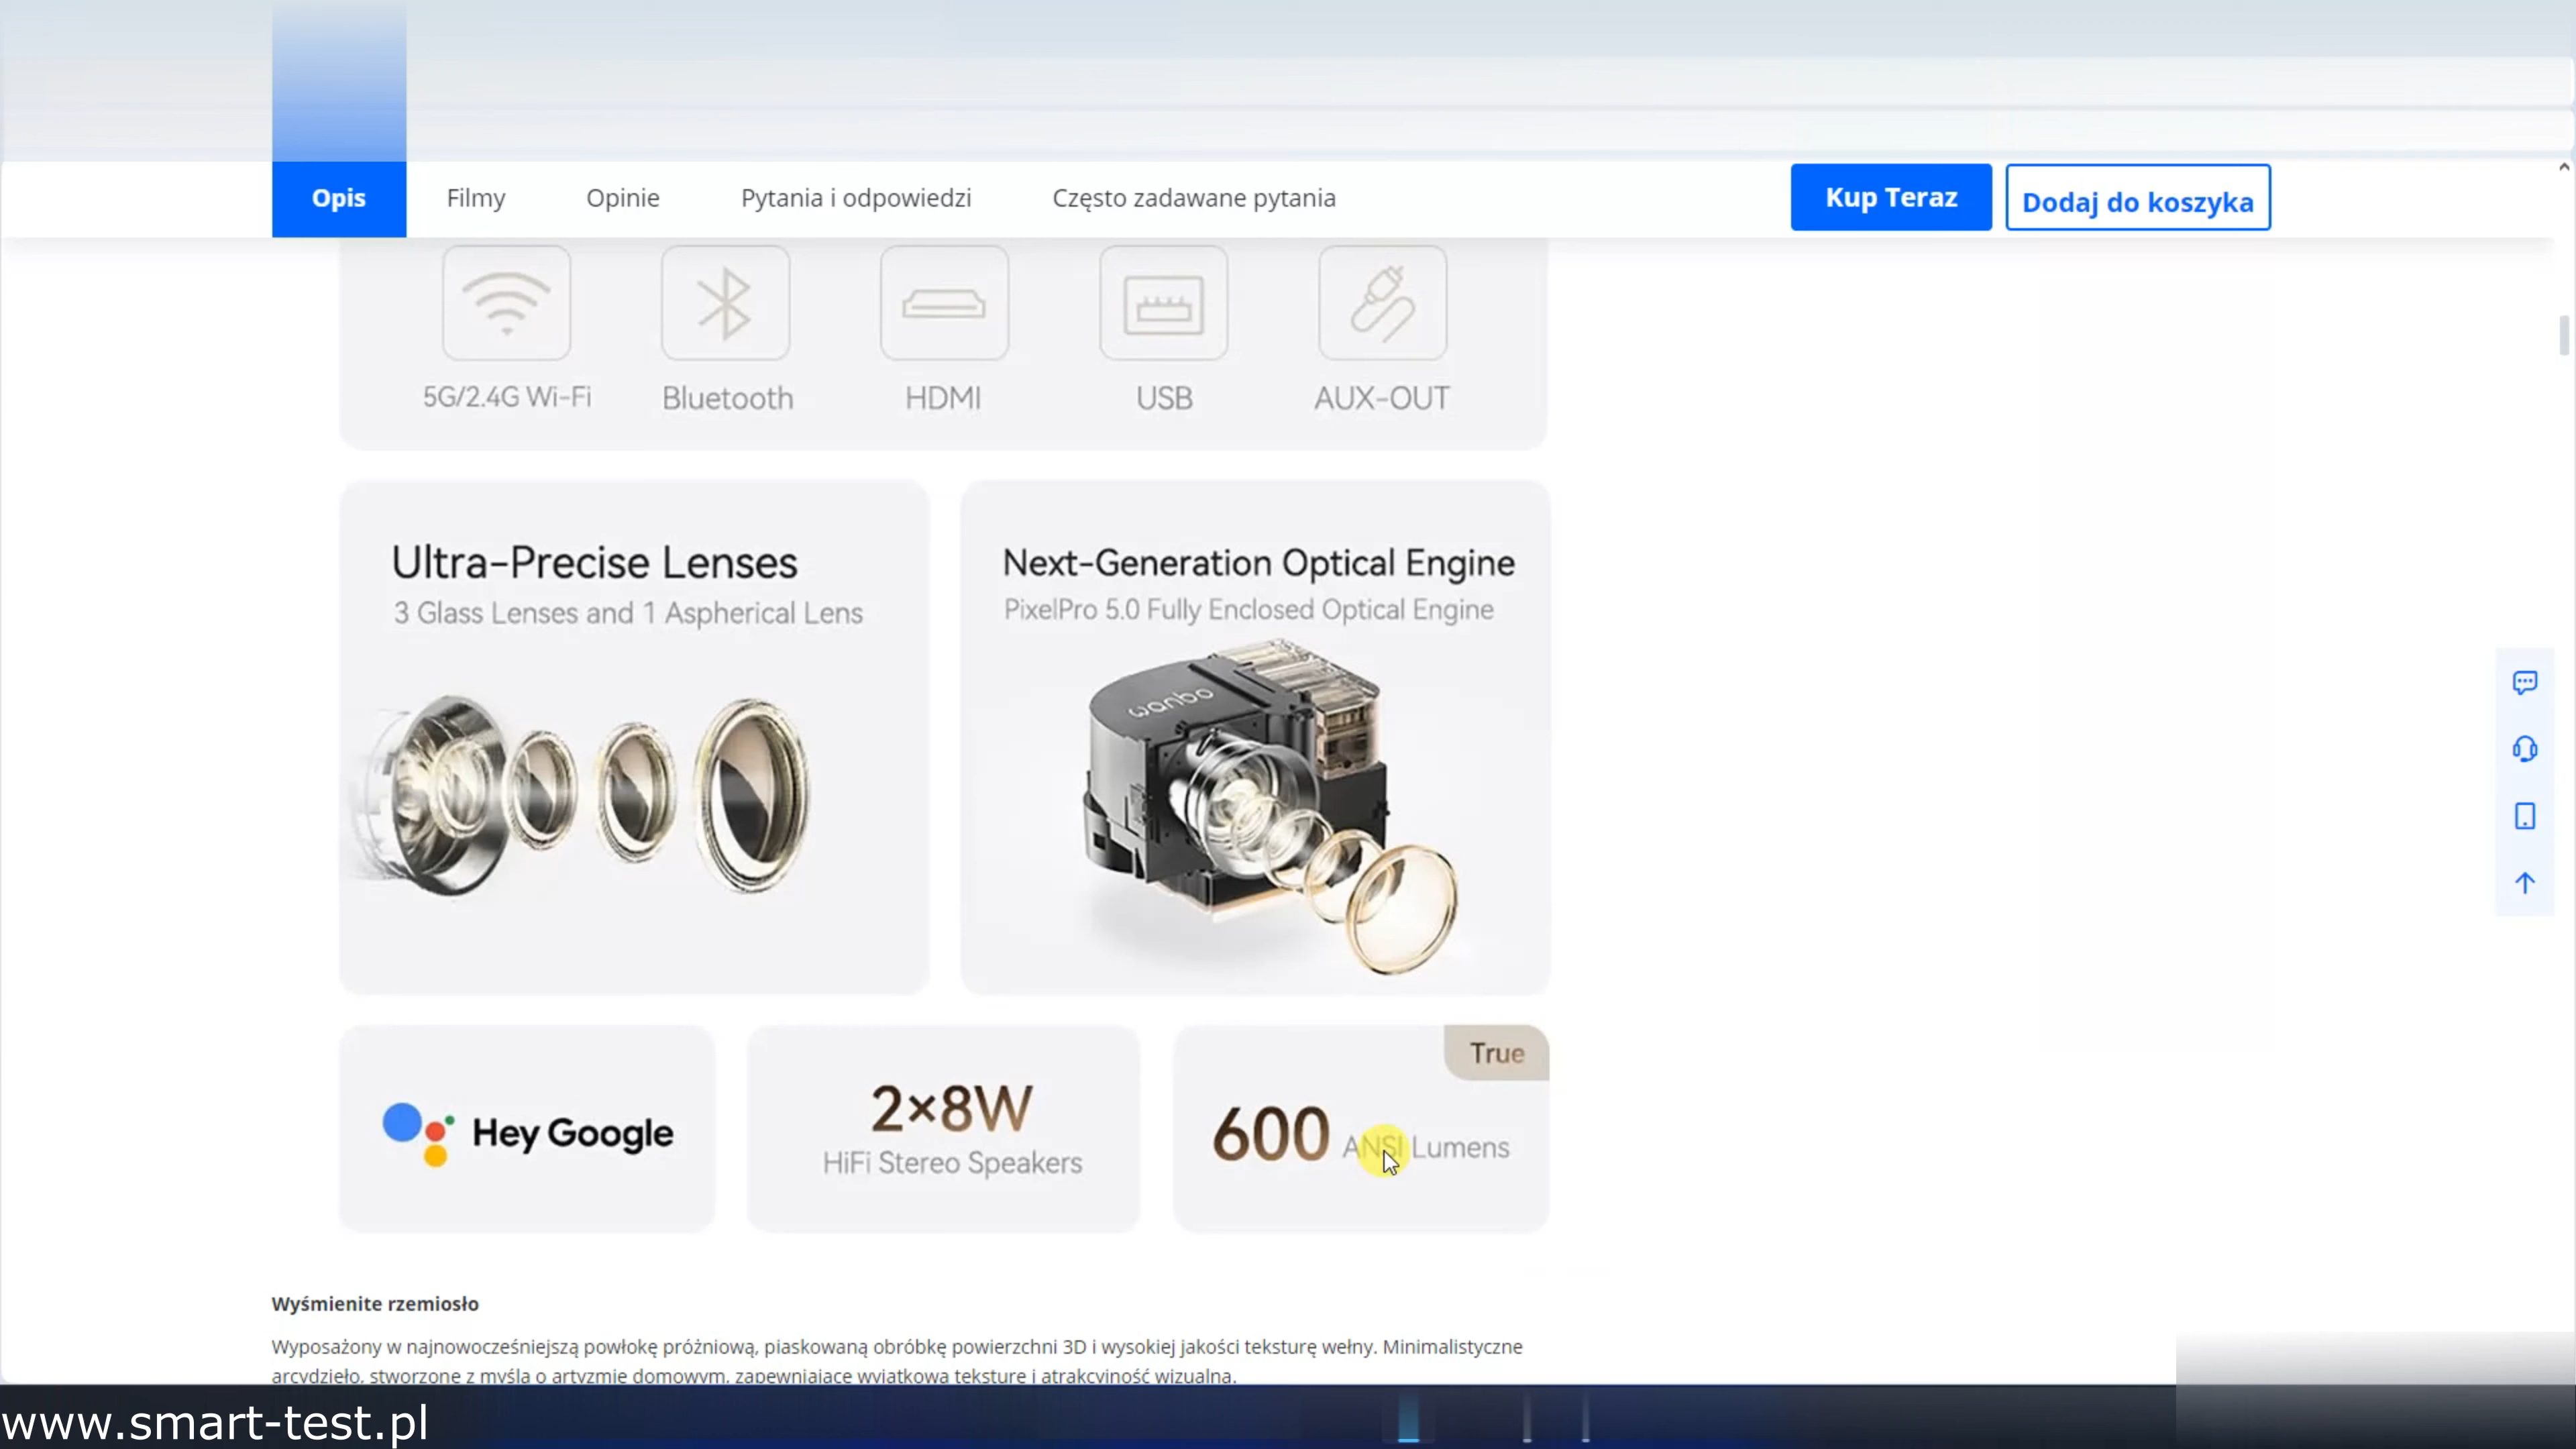 Opis Filmy Opinie Pytania i odpowiedzi Często zadawane pytania Kup Teraz Dodaj do koszyka
5G/2.4G Wi-Fi Bluetooth HDMI USB AUX-OUT
Ultra-Precise Lenses
3 Glass Lenses and 1 Aspherical Lens
Next-Generation Optical Engine
PixelPro 5.0 Fully Enclosed Optical Engine
wanbo
Hey Google
2×8W
HiFi Stereo Speakers
True
600 ANSI Lumens
Wyśmienite rzemiosło
Wyposażony w najnowocześniejszą powłokę próżniową, piaskowaną obróbkę powierzchni 3D i wysokiej jakości teksturę wełny. Minimalistyczne
arcydzieło, stworzone z myślą o artyzmie domowym, zapewniające wyjątkową teksturę i atrakcyjność wizualną.
www.smart-test.pl